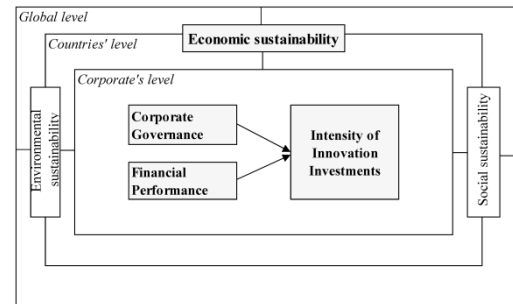 Global level
Economic sustainability
Countries' level
Corporate's level
Environmental
sustainability
Corporate
Governance
Financial
Performance
Intensity of
Innovation
Investments
Social sustainability